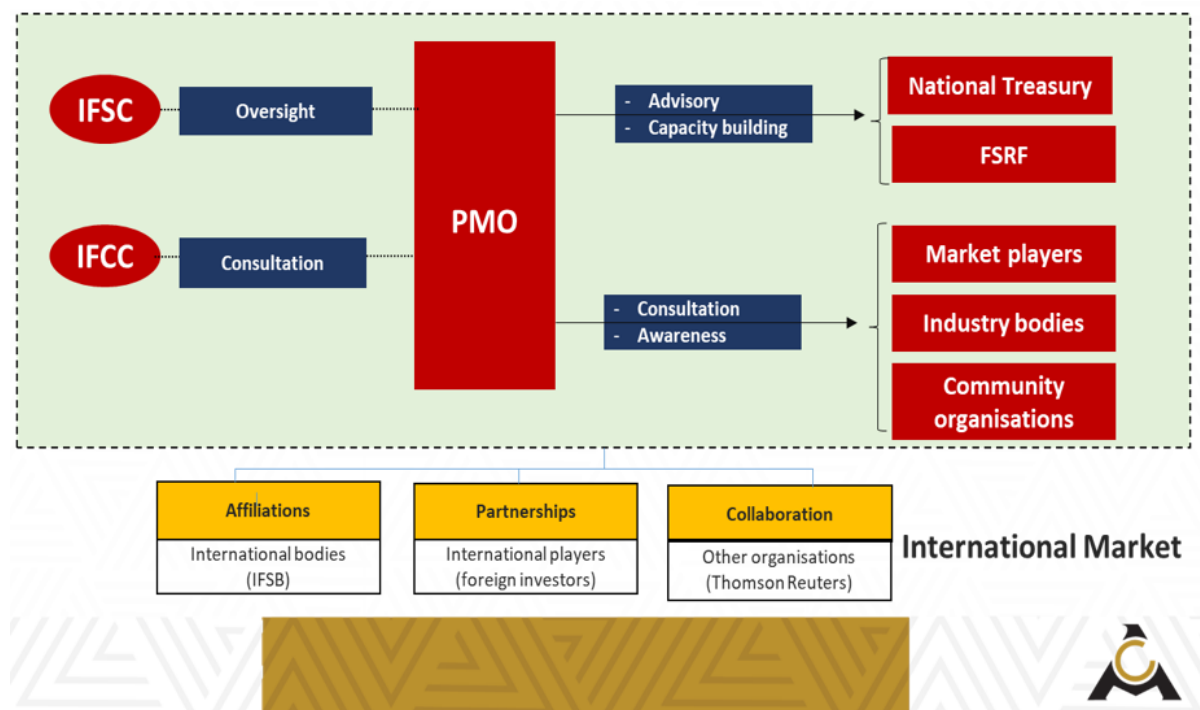 IFSC
Oversight
- Advisory
- Capacity building
National Treasury
FSRF
PMO
IFCC
Consultation
- Consultation
- Awareness
Market players
Industry bodies
Community
organisations
Affiliations
International bodies
(IFSB)
Partnerships
International players
(foreign investors)
Collaboration
Other organisations
(Thomson Reuters)
International Market